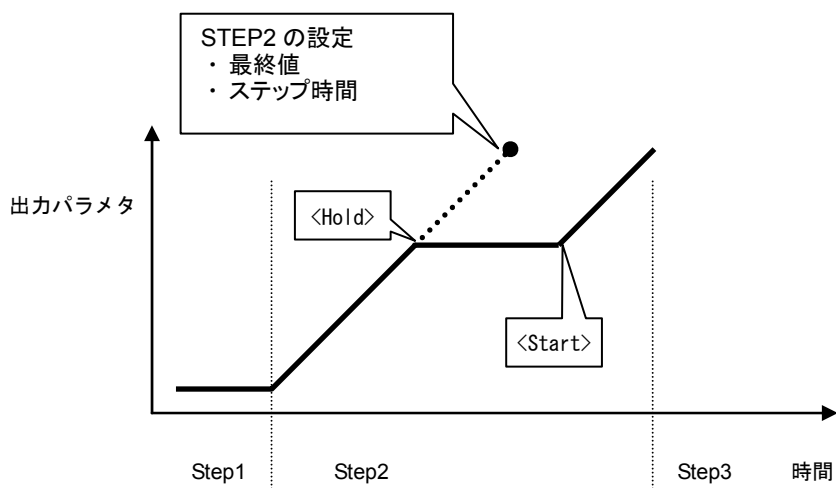 STEP2 の設定
・ 最終値
・ ステップ時間
出力パラメタ
<Hold>
<Start>
Step1
Step2
Step3
時間